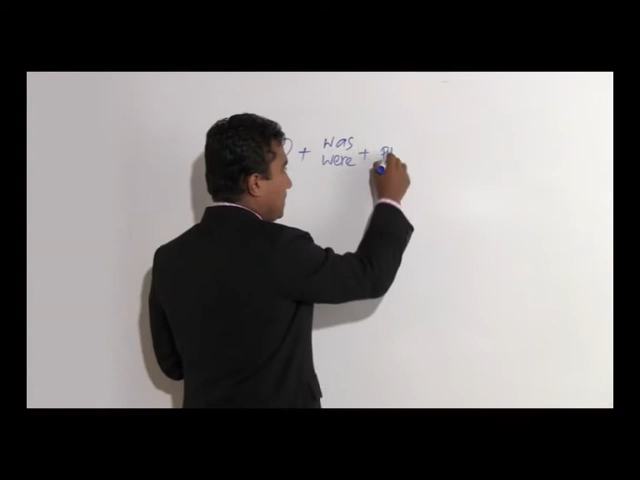 ) + was + 
were